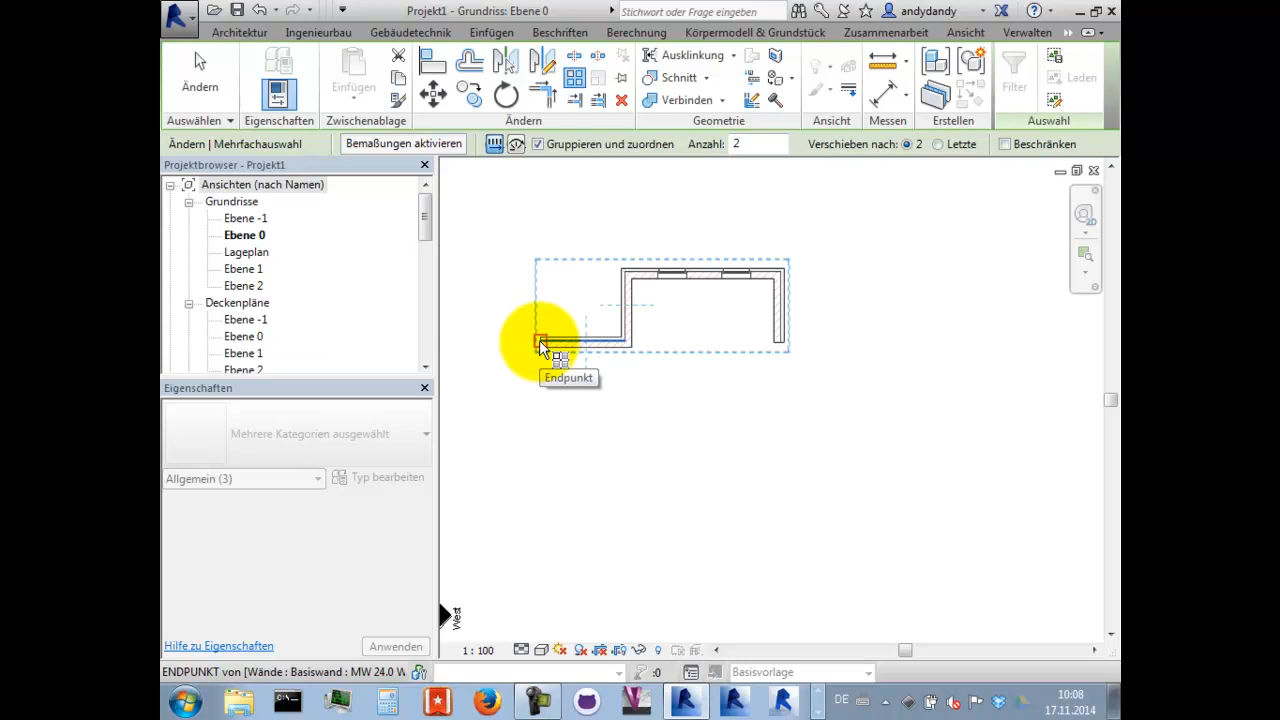 Projekt1 - Grundriss: Ebene 0
Stichwort oder Frage eingeben
andydandy
Architektur Ingenieurbau Gebäudetechnik Einfügen Beschriften Berechnung Körpermodell & Grundstück Zusammenarbeit Ansicht Verwalten
Ausklinkung
Schnitt
Verbinden
Ändern
Einfügen
Filter
Laden
Auswählen Eigenschaften Zwischenablage Ändern Geometrie Ansicht Messen Erstellen Auswahl
Ändern | Mehrfachauswahl Bemaßungen aktivieren Gruppieren und zuordnen Anzahl: 2 Verschieben nach: 2 Letzte Beschränken
Projektbrowser - Projekt1
Ansichten (nach Namen)
Grundrisse
Ebene -1
Ebene 0
Lageplan
Ebene 1
Ebene 2
Deckenpläne
Ebene -1
Ebene 0
Ebene 1
Ebene 2
Eigenschaften
Mehrere Kategorien ausgewählt
Allgemein (3) Typ bearbeiten
Hilfe zu Eigenschaften Anwenden
2D
Endpunkt
West
1 : 100
ENDPUNKT von [Wände : Basiswand : MW 24.0 W
:0
Basisvorlage
DE
10:08
17.11.2014